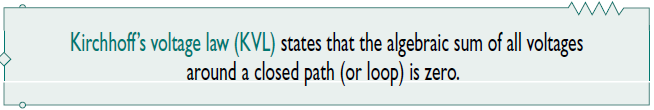 Kirchhoff's voltage law (KVL) states that the algebraic sum of all voltages
around a closed path (or loop) is zero.